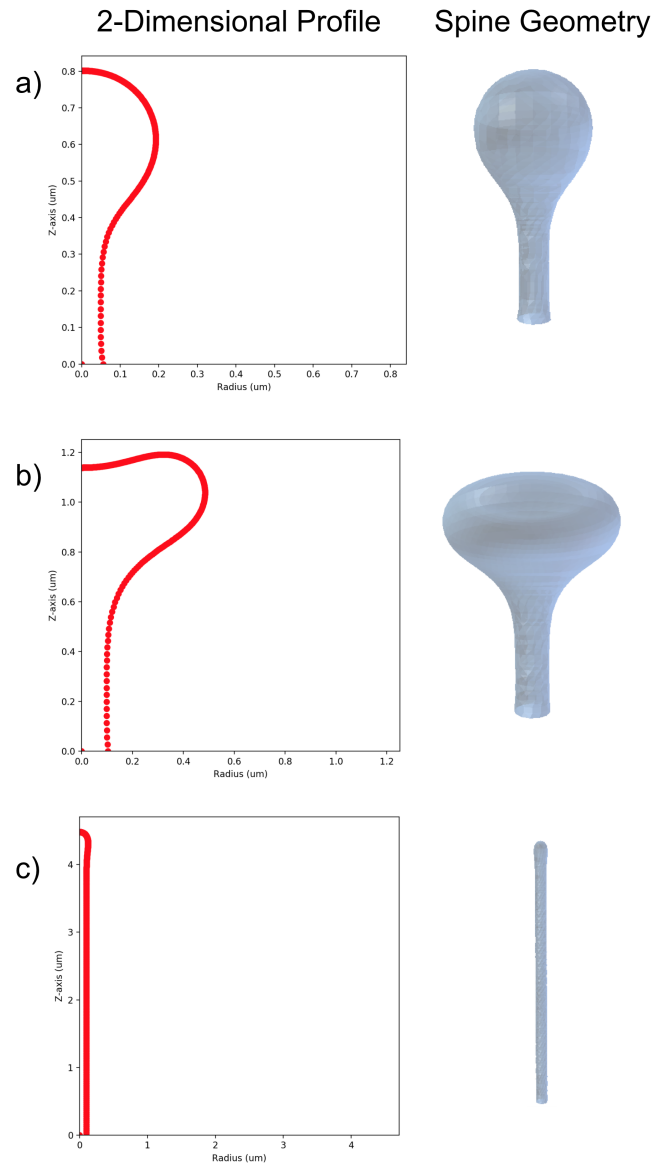 2-Dimensional Profile Spine Geometry
a)
0.8
0.7
0.6
0.5
0.4
0.3
0.2
0.1
0.0
Z-axis (um)
0.0 0.1 0.2 0.3 0.4 0.5 0.6 0.7 0.8
Radius (um)
b)
1.2
1.0
0.8
0.6
0.4
0.2
0.0
Z-axis (um)
0.0 0.2 0.4 0.6 0.8 1.0 1.2
Radius (um)
c)
4
3
2
1
0
Z-axis (um)
0 1 2 3 4
Radius (um)